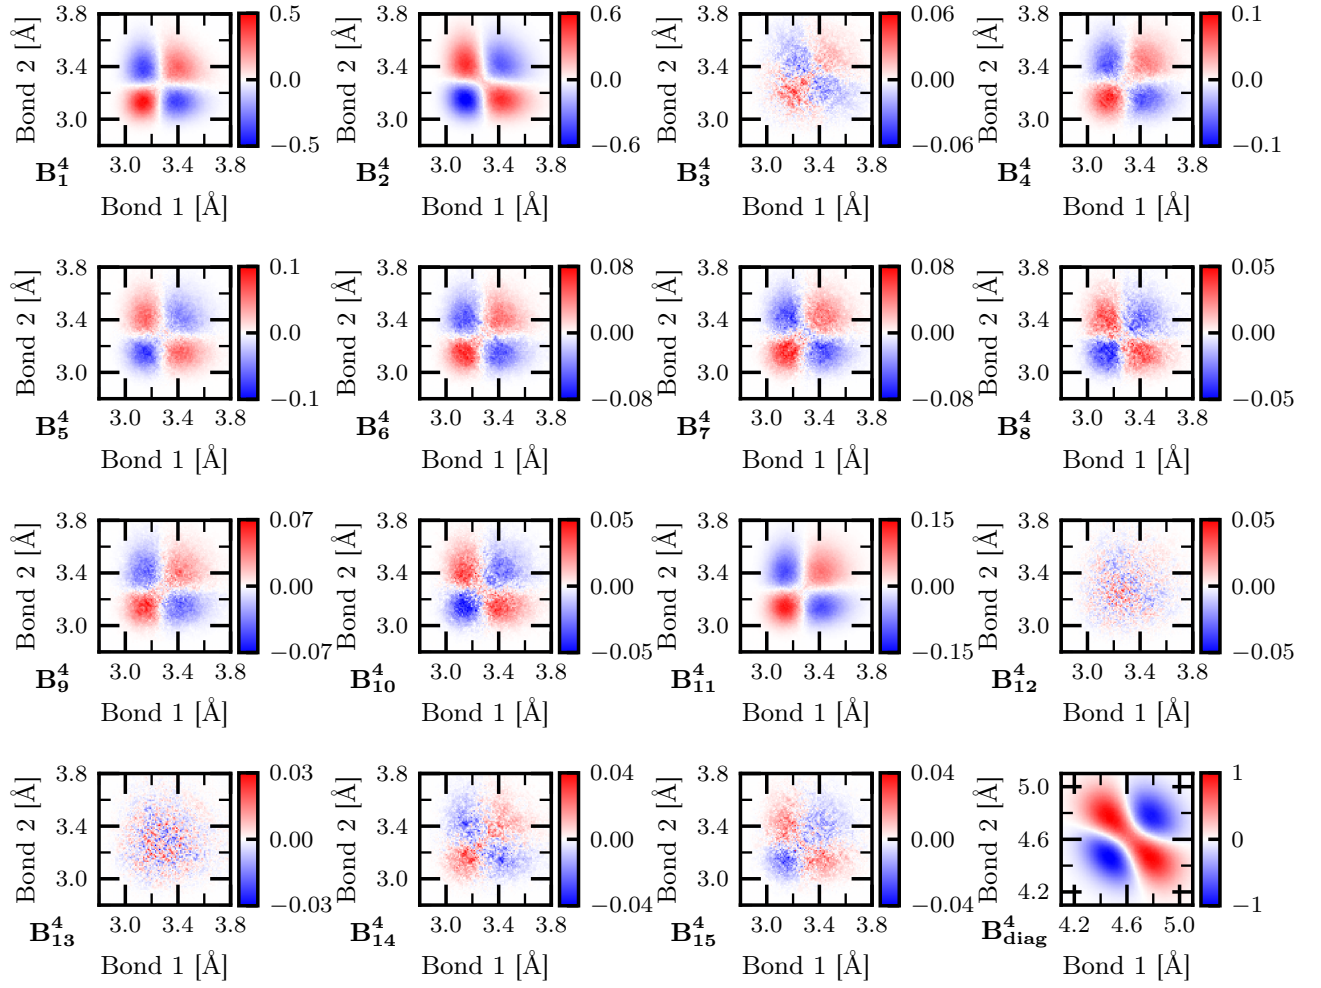 3.8 0.5 3.8 0.6 3.8 0.06 3.8 0.1
Bond 2 [Å] 3.4 0.0 Bond 2 [Å] 3.4 0.0 Bond 2 [Å] 3.4 0.00 Bond 2 [Å] 3.4 0.0
3.0 −0.5 3.0 −0.6 3.0 −0.06 3.0 −0.1
B₁⁴ 3.0 3.4 3.8 B₂⁴ 3.0 3.4 3.8 B₃⁴ 3.0 3.4 3.8 B₄⁴ 3.0 3.4 3.8
Bond 1 [Å] Bond 1 [Å] Bond 1 [Å] Bond 1 [Å]
3.8 0.1 3.8 0.08 3.8 0.08 3.8 0.05
Bond 2 [Å] 3.4 0.0 Bond 2 [Å] 3.4 0.00 Bond 2 [Å] 3.4 0.00 Bond 2 [Å] 3.4 0.00
3.0 −0.1 3.0 −0.08 3.0 −0.08 3.0 −0.05
B₅⁴ 3.0 3.4 3.8 B₆⁴ 3.0 3.4 3.8 B₇⁴ 3.0 3.4 3.8 B₈⁴ 3.0 3.4 3.8
Bond 1 [Å] Bond 1 [Å] Bond 1 [Å] Bond 1 [Å]
3.8 0.07 3.8 0.05 3.8 0.15 3.8 0.05
Bond 2 [Å] 3.4 0.00 Bond 2 [Å] 3.4 0.00 Bond 2 [Å] 3.4 0.00 Bond 2 [Å] 3.4 0.00
3.0 −0.07 3.0 −0.05 3.0 −0.15 3.0 −0.05
B₉⁴ 3.0 3.4 3.8 B₁₀⁴ 3.0 3.4 3.8 B₁₁⁴ 3.0 3.4 3.8 B₁₂⁴ 3.0 3.4 3.8
Bond 1 [Å] Bond 1 [Å] Bond 1 [Å] Bond 1 [Å]
3.8 0.03 3.8 0.04 3.8 0.04 5.0 1
Bond 2 [Å] 3.4 0.00 Bond 2 [Å] 3.4 0.00 Bond 2 [Å] 3.4 0.00 Bond 2 [Å] 4.6 0
3.0 −0.03 3.0 −0.04 3.0 −0.04 4.2 −1
B₁₃⁴ 3.0 3.4 3.8 B₁₄⁴ 3.0 3.4 3.8 B₁₅⁴ 3.0 3.4 3.8 B_diag⁴ 4.2 4.6 5.0
Bond 1 [Å] Bond 1 [Å] Bond 1 [Å] Bond 1 [Å]